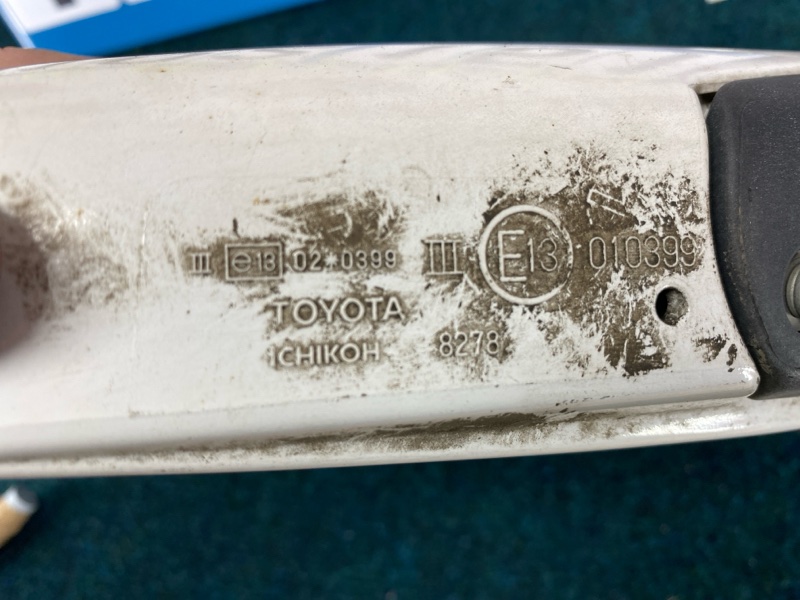 III e13 02*0399 III E13 010399
TOYOTA
ICHIKOH 8278